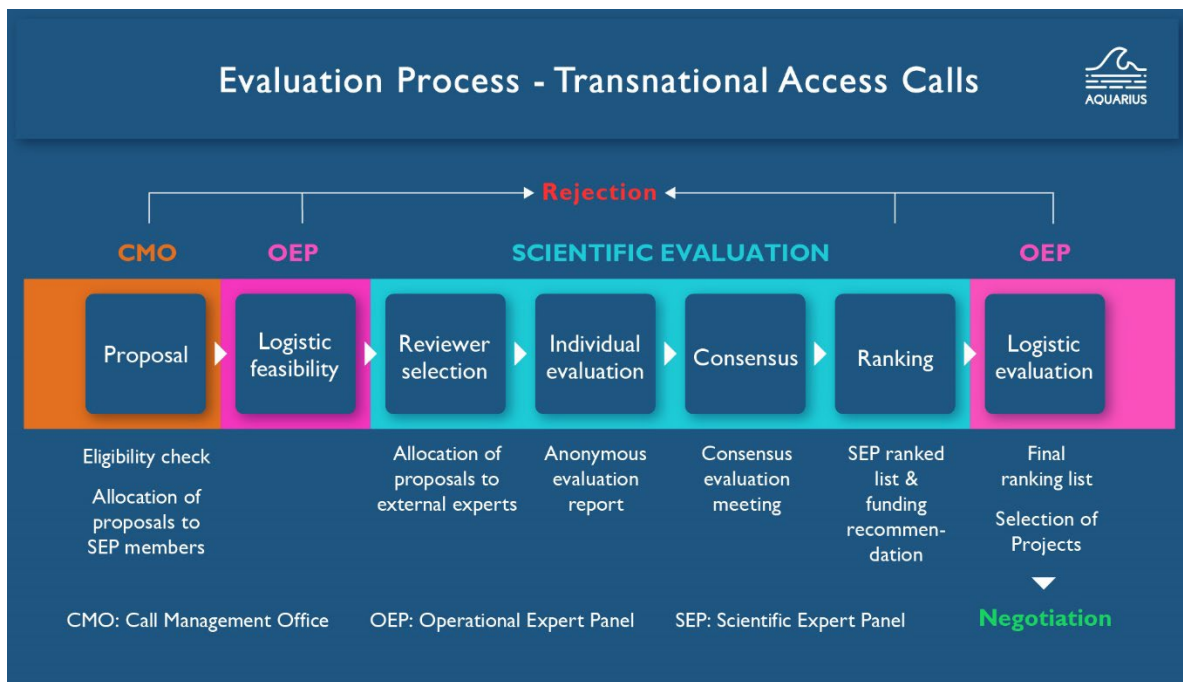 Evaluation Process - Transnational Access Calls
AQUARIUS
Rejection
CMO
OEP
SCIENTIFIC EVALUATION
OEP
Proposal
Logistic
feasibility
Reviewer
selection
Individual
evaluation
Consensus
Ranking
Logistic
evaluation
Eligibility check
Allocation of
proposals to
SEP members
Allocation of
proposals to
external experts
Anonymous
evaluation
report
Consensus
evaluation
meeting
SEP ranked
list &
funding
recommen-
dation
Final
ranking list
Selection of
Projects
CMO: Call Management Office
OEP: Operational Expert Panel
SEP: Scientific Expert Panel
Negotiation